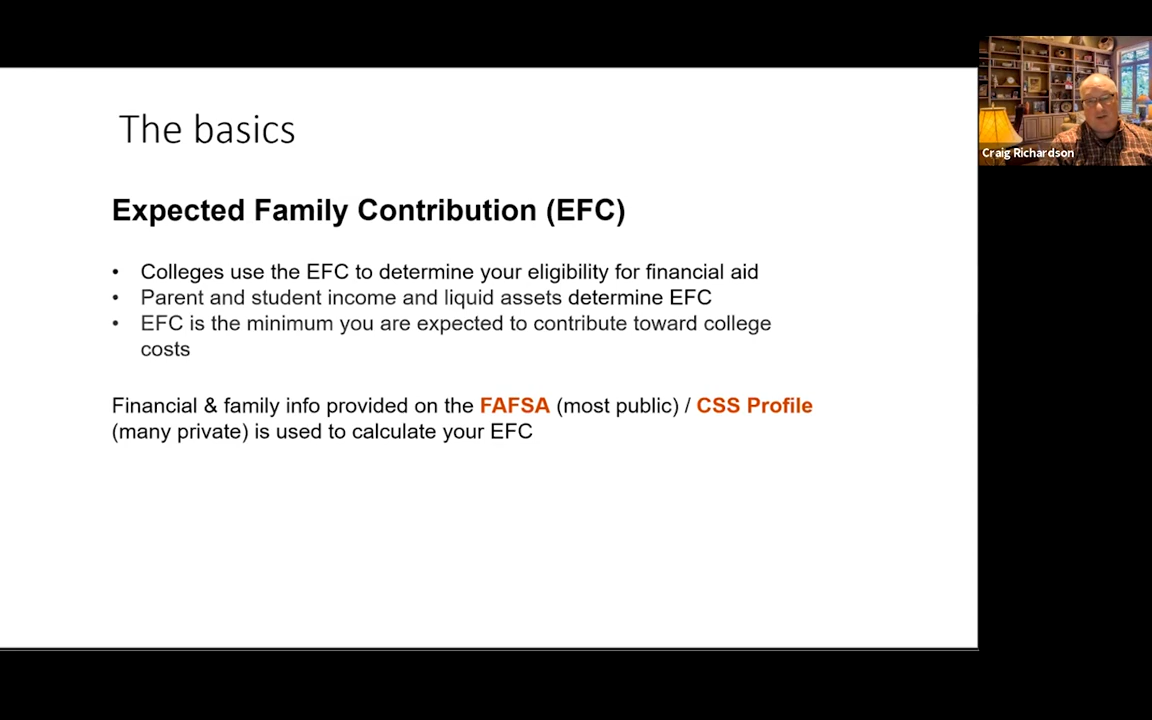 The basics
Craig Richardson
Expected Family Contribution (EFC)
• Colleges use the EFC to determine your eligibility for financial aid
• Parent and student income and liquid assets determine EFC
• EFC is the minimum you are expected to contribute toward college
costs
Financial & family info provided on the FAFSA (most public) / CSS Profile
(many private) is used to calculate your EFC